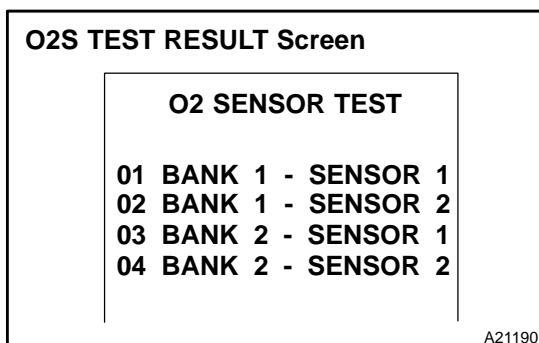 O2S TEST RESULT Screen
O2 SENSOR TEST
01 BANK 1 - SENSOR 1
02 BANK 1 - SENSOR 2
03 BANK 2 - SENSOR 1
04 BANK 2 - SENSOR 2
A21190